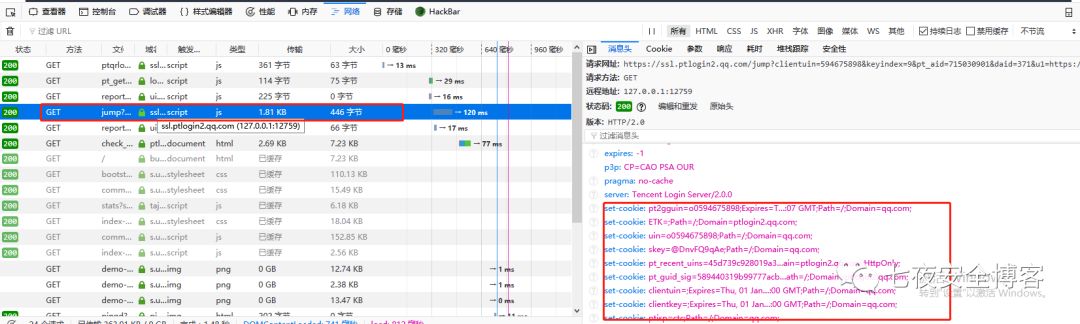 查看器 控制台 调试器 样式编辑器 性能 内存 网络 存储 HackBar
过滤 URL
所有 HTML CSS JS XHR 字体 图像 媒体 WS 其他 持续日志 禁用缓存 不节流
状态 方法 域 触发... 类型 传输 大小 0 毫秒 320 毫秒 640 毫秒 960 毫秒
200 GET ptqrlo... ssl... script js 361 字节 63 字节 → 13 ms
200 GET pt_get... lo... script js 114 字节 75 字节 → 29 ms
200 GET report... ui... script js 225 字节 0 字节 → 16 ms
200 GET jump?... ssl... script js 1.81 KB 446 字节 → 120 ms
ssl.ptlogin2.qq.com (127.0.0.1:12759)
200 GET report... ui... 66 字节 → 17 ms
200 GET check_... ptl... document html 2.69 KB 7.23 KB → 77 ms
200 GET / bu... document html 已缓存 7.23 KB
200 GET bootst... s.u... stylesheet css 已缓存 110.13 KB
200 GET comm... s.u... stylesheet css 已缓存 15.49 KB
200 GET stats?s... taj... script js 已缓存 6.18 KB
200 GET index-... s.u... stylesheet css 已缓存 18.04 KB
200 GET comm... s.u... script js 已缓存 152.85 KB
200 GET index-... s.u... script js 已缓存 2.56 KB
200 GET demo-... s.u... img png 0 GB 12.74 KB → 1 ms
200 GET demo-... s.u... img png 0 GB 2.58 KB → 1 ms
200 GET demo-... s.u... img png 0 GB 13.47 KB → 0 ms
消息头 Cookie 参数 响应 耗时 堆栈跟踪 安全性
请求网址: https://ssl.ptlogin2.qq.com/jump?clientuin=594675898&keyindex=9&pt_aid=715030901&daid=371&u1=https:
请求方法: GET
远程地址: 127.0.0.1:12759
状态码: 200 编辑和重发 原始头
版本: HTTP/2.0
过滤消息头
expires: -1
p3p: CP=CAO PSA OUR
pragma: no-cache
server: Tencent Login Server/2.0.0
set-cookie: pt2gguin=o0594675898;Expires=T...:07 GMT;Path=/;Domain=qq.com;
set-cookie: ETK=;Path=/;Domain=ptlogin2.qq.com;
set-cookie: uin=o0594675898;Path=/;Domain=qq.com;
set-cookie: skey=@DnvFQ9qAe;Path=/;Domain=qq.com;
set-cookie: pt_recent_uins=45d739c928019a3...ain=ptlogin2.q HttpOnly;
set-cookie: pt_guid_sig=589440319b99777acb...ath=/;Domain .qq.com;
set-cookie: clientuin=;Expires=Thu, 01 Jan...:00 GMT;Path=/;Domain=qq.com;
set-cookie: clientkey=;Expires=Thu, 01 Jan...:00 GMT;Path=/;Domain=qq.com;
七夜安全博客
转到"设置"以激活 Windows。